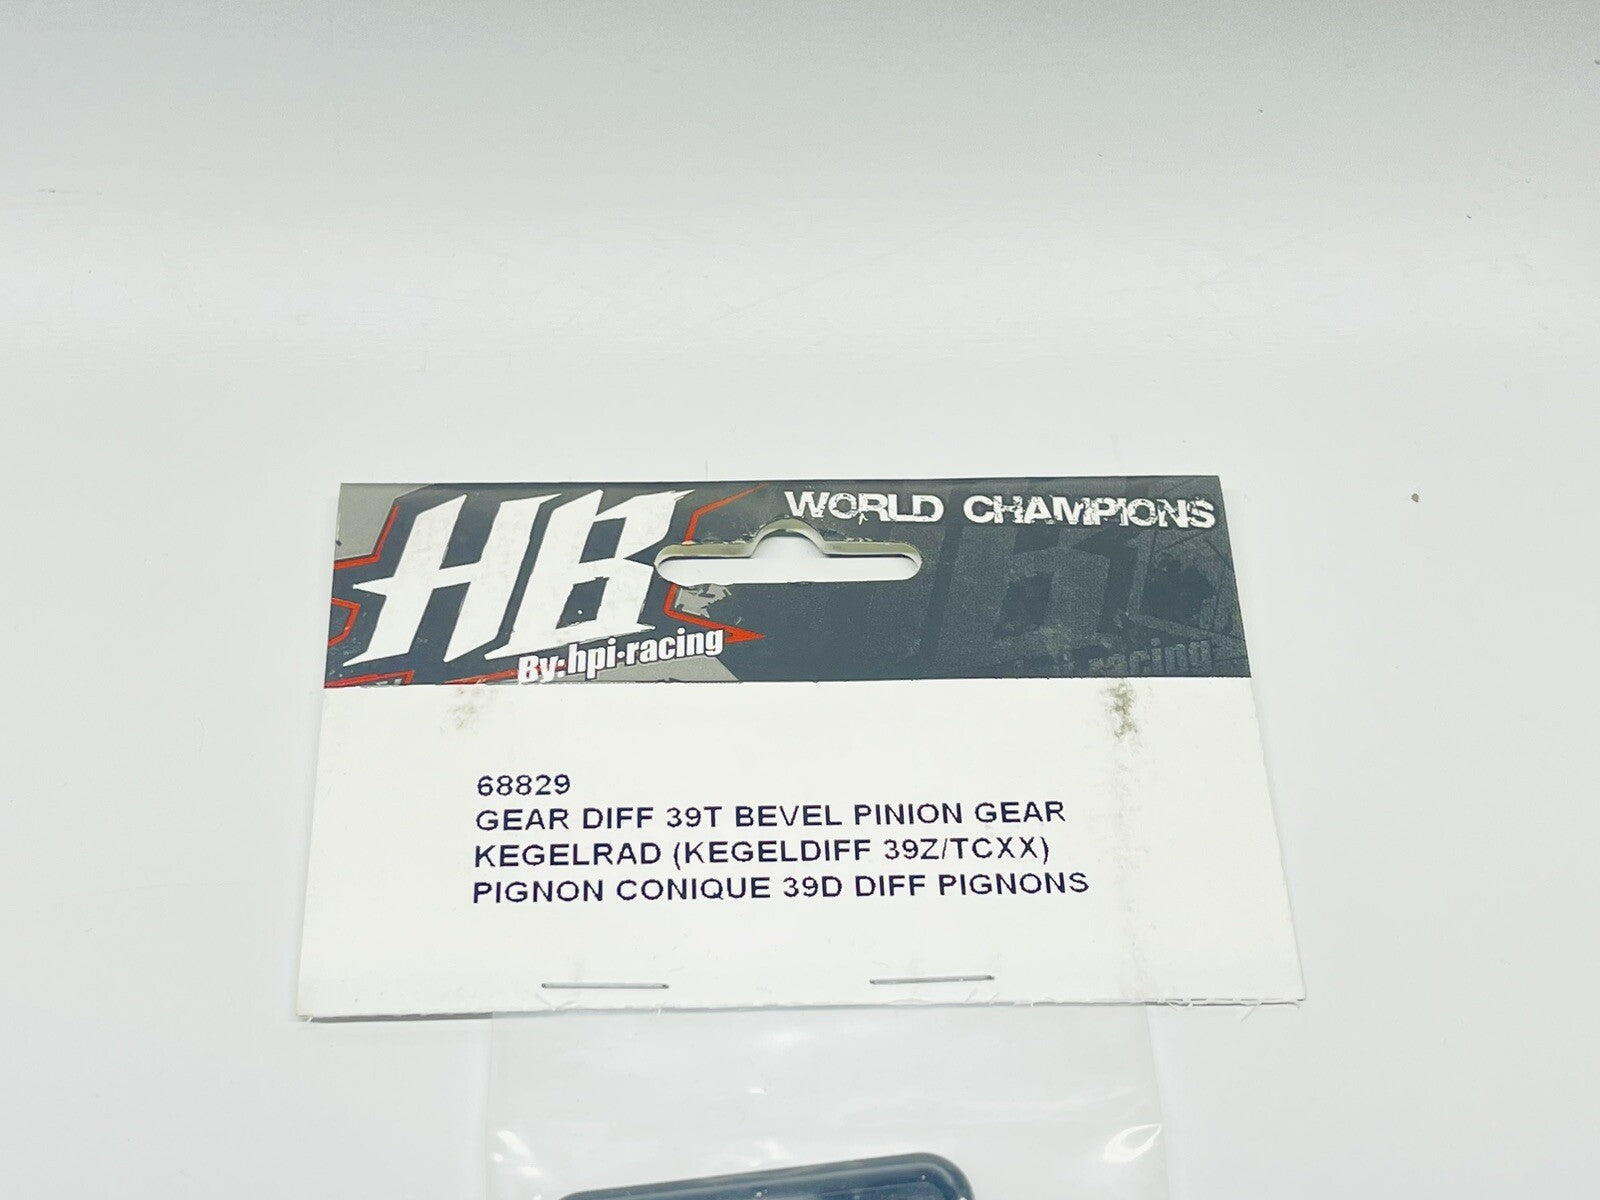 HB
By:hpi·racing
WORLD CHAMPIONS
racing
68829
GEAR DIFF 39T BEVEL PINION GEAR
KEGELRAD (KEGELDIFF 39Z/TCXX)
PIGNON CONIQUE 39D DIFF PIGNONS